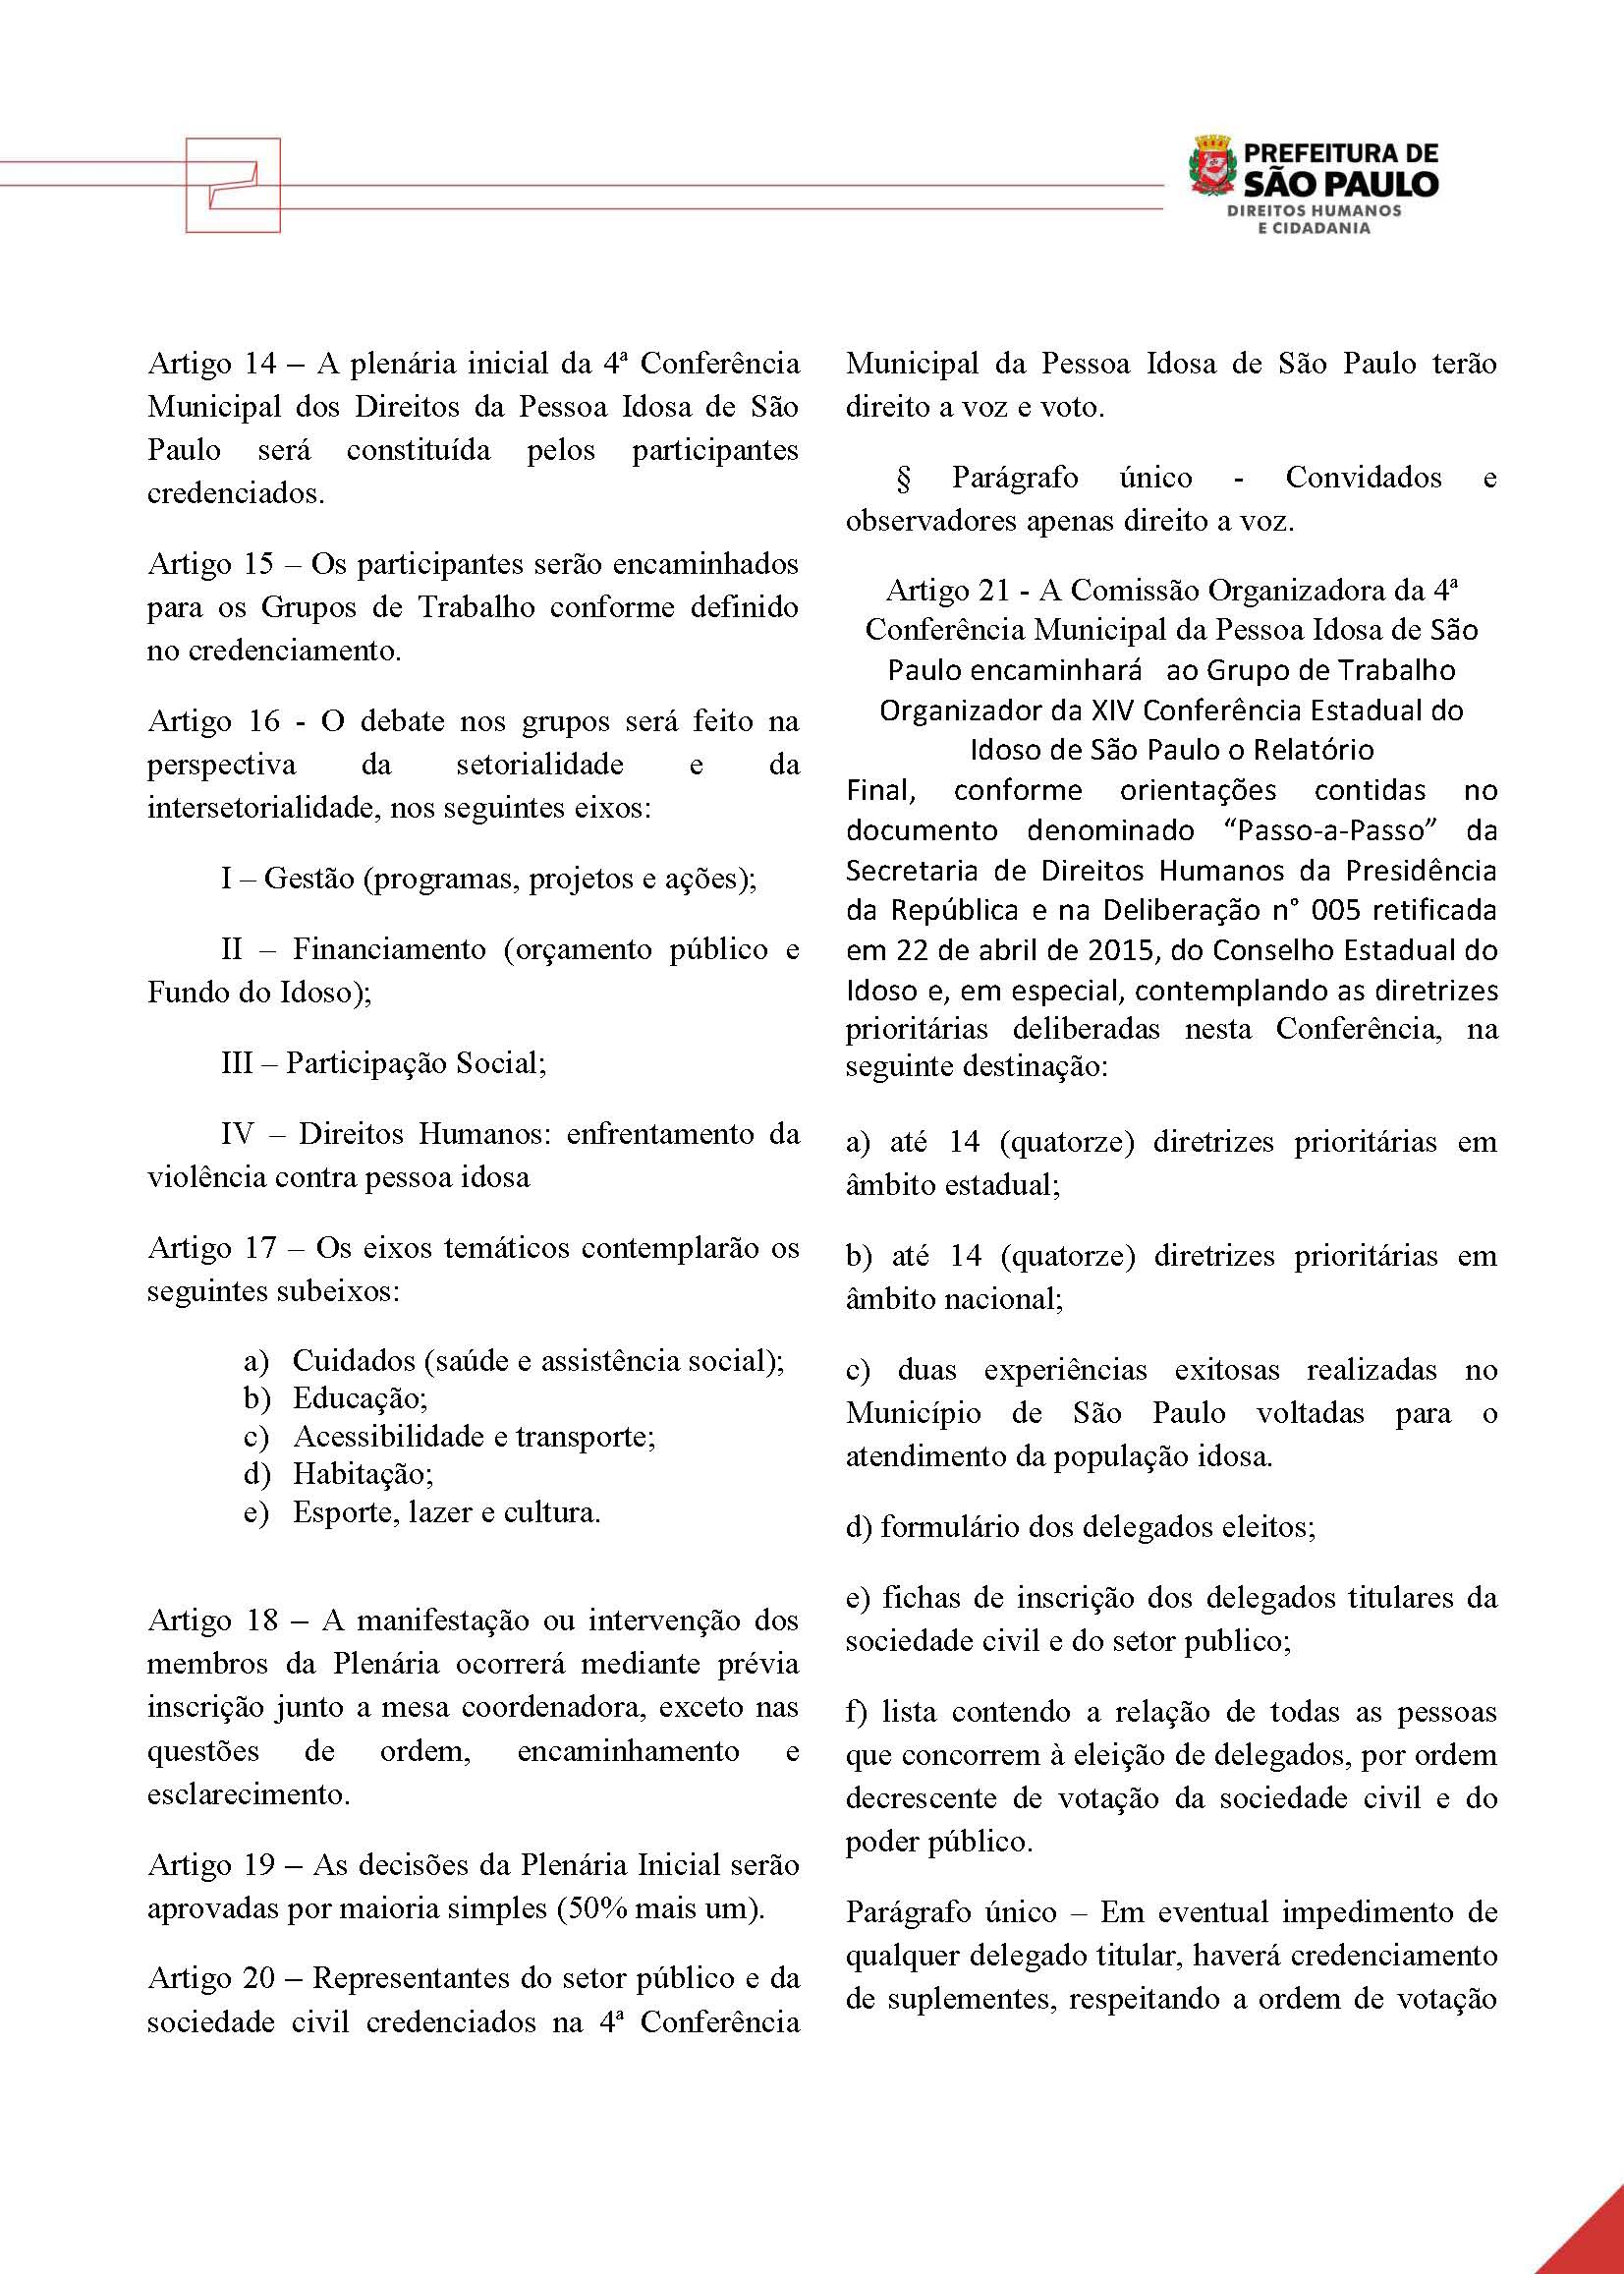 PREFEITURA DE
SÃO PAULO
DIREITOS HUMANOS
E CIDADANIA
Artigo 14 – A plenária inicial da 4ª Conferência
Municipal dos Direitos da Pessoa Idosa de São
Paulo será constituída pelos participantes
credenciados.
Artigo 15 – Os participantes serão encaminhados
para os Grupos de Trabalho conforme definido
no credenciamento.
Artigo 16 - O debate nos grupos será feito na
perspectiva da setorialidade e da
intersetorialidade, nos seguintes eixos:
I – Gestão (programas, projetos e ações);
II – Financiamento (orçamento público e
Fundo do Idoso);
III – Participação Social;
IV – Direitos Humanos: enfrentamento da
violência contra pessoa idosa
Artigo 17 – Os eixos temáticos contemplarão os
seguintes subeixos:
a) Cuidados (saúde e assistência social);
b) Educação;
c) Acessibilidade e transporte;
d) Habitação;
e) Esporte, lazer e cultura.
Artigo 18 – A manifestação ou intervenção dos
membros da Plenária ocorrerá mediante prévia
inscrição junto a mesa coordenadora, exceto nas
questões de ordem, encaminhamento e
esclarecimento.
Artigo 19 – As decisões da Plenária Inicial serão
aprovadas por maioria simples (50% mais um).
Artigo 20 – Representantes do setor público e da
sociedade civil credenciados na 4ª Conferência
Municipal da Pessoa Idosa de São Paulo terão
direito a voz e voto.
§ Parágrafo único - Convidados e
observadores apenas direito a voz.
Artigo 21 - A Comissão Organizadora da 4ª
Conferência Municipal da Pessoa Idosa de São
Paulo encaminhará ao Grupo de Trabalho
Organizador da XIV Conferência Estadual do
Idoso de São Paulo o Relatório
Final, conforme orientações contidas no
documento denominado “Passo-a-Passo” da
Secretaria de Direitos Humanos da Presidência
da República e na Deliberação n° 005 retificada
em 22 de abril de 2015, do Conselho Estadual do
Idoso e, em especial, contemplando as diretrizes
prioritárias deliberadas nesta Conferência, na
seguinte destinação:
a) até 14 (quatorze) diretrizes prioritárias em
âmbito estadual;
b) até 14 (quatorze) diretrizes prioritárias em
âmbito nacional;
c) duas experiências exitosas realizadas no
Município de São Paulo voltadas para o
atendimento da população idosa.
d) formulário dos delegados eleitos;
e) fichas de inscrição dos delegados titulares da
sociedade civil e do setor publico;
f) lista contendo a relação de todas as pessoas
que concorrem à eleição de delegados, por ordem
decrescente de votação da sociedade civil e do
poder público.
Parágrafo único – Em eventual impedimento de
qualquer delegado titular, haverá credenciamento
de suplementes, respeitando a ordem de votação